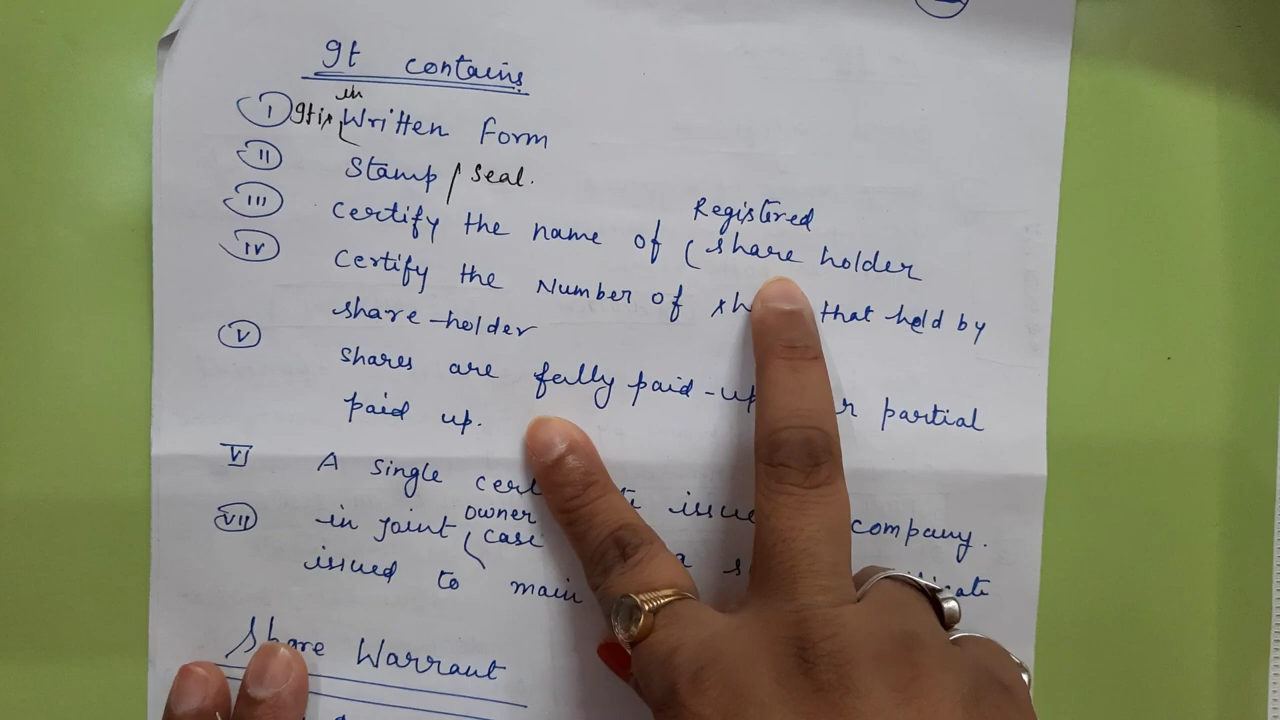 It contains
I It is in Written Form
II Stamp / Seal.
III Certify the name of (Registered share holder
IV Certify the Number of that held by
share-holder
V Shares are fully paid-up partial
paid up.
VI A single company.
VII in joint owner case
issued to main
Share Warrant